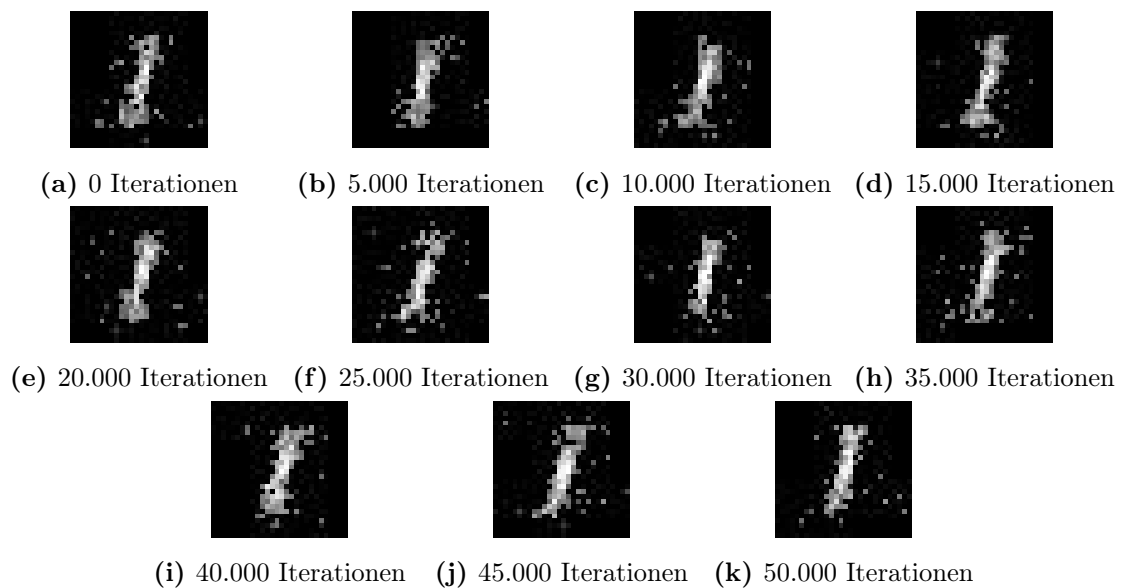 (a) 0 Iterationen (b) 5.000 Iterationen (c) 10.000 Iterationen (d) 15.000 Iterationen
(e) 20.000 Iterationen (f) 25.000 Iterationen (g) 30.000 Iterationen (h) 35.000 Iterationen
(i) 40.000 Iterationen (j) 45.000 Iterationen (k) 50.000 Iterationen